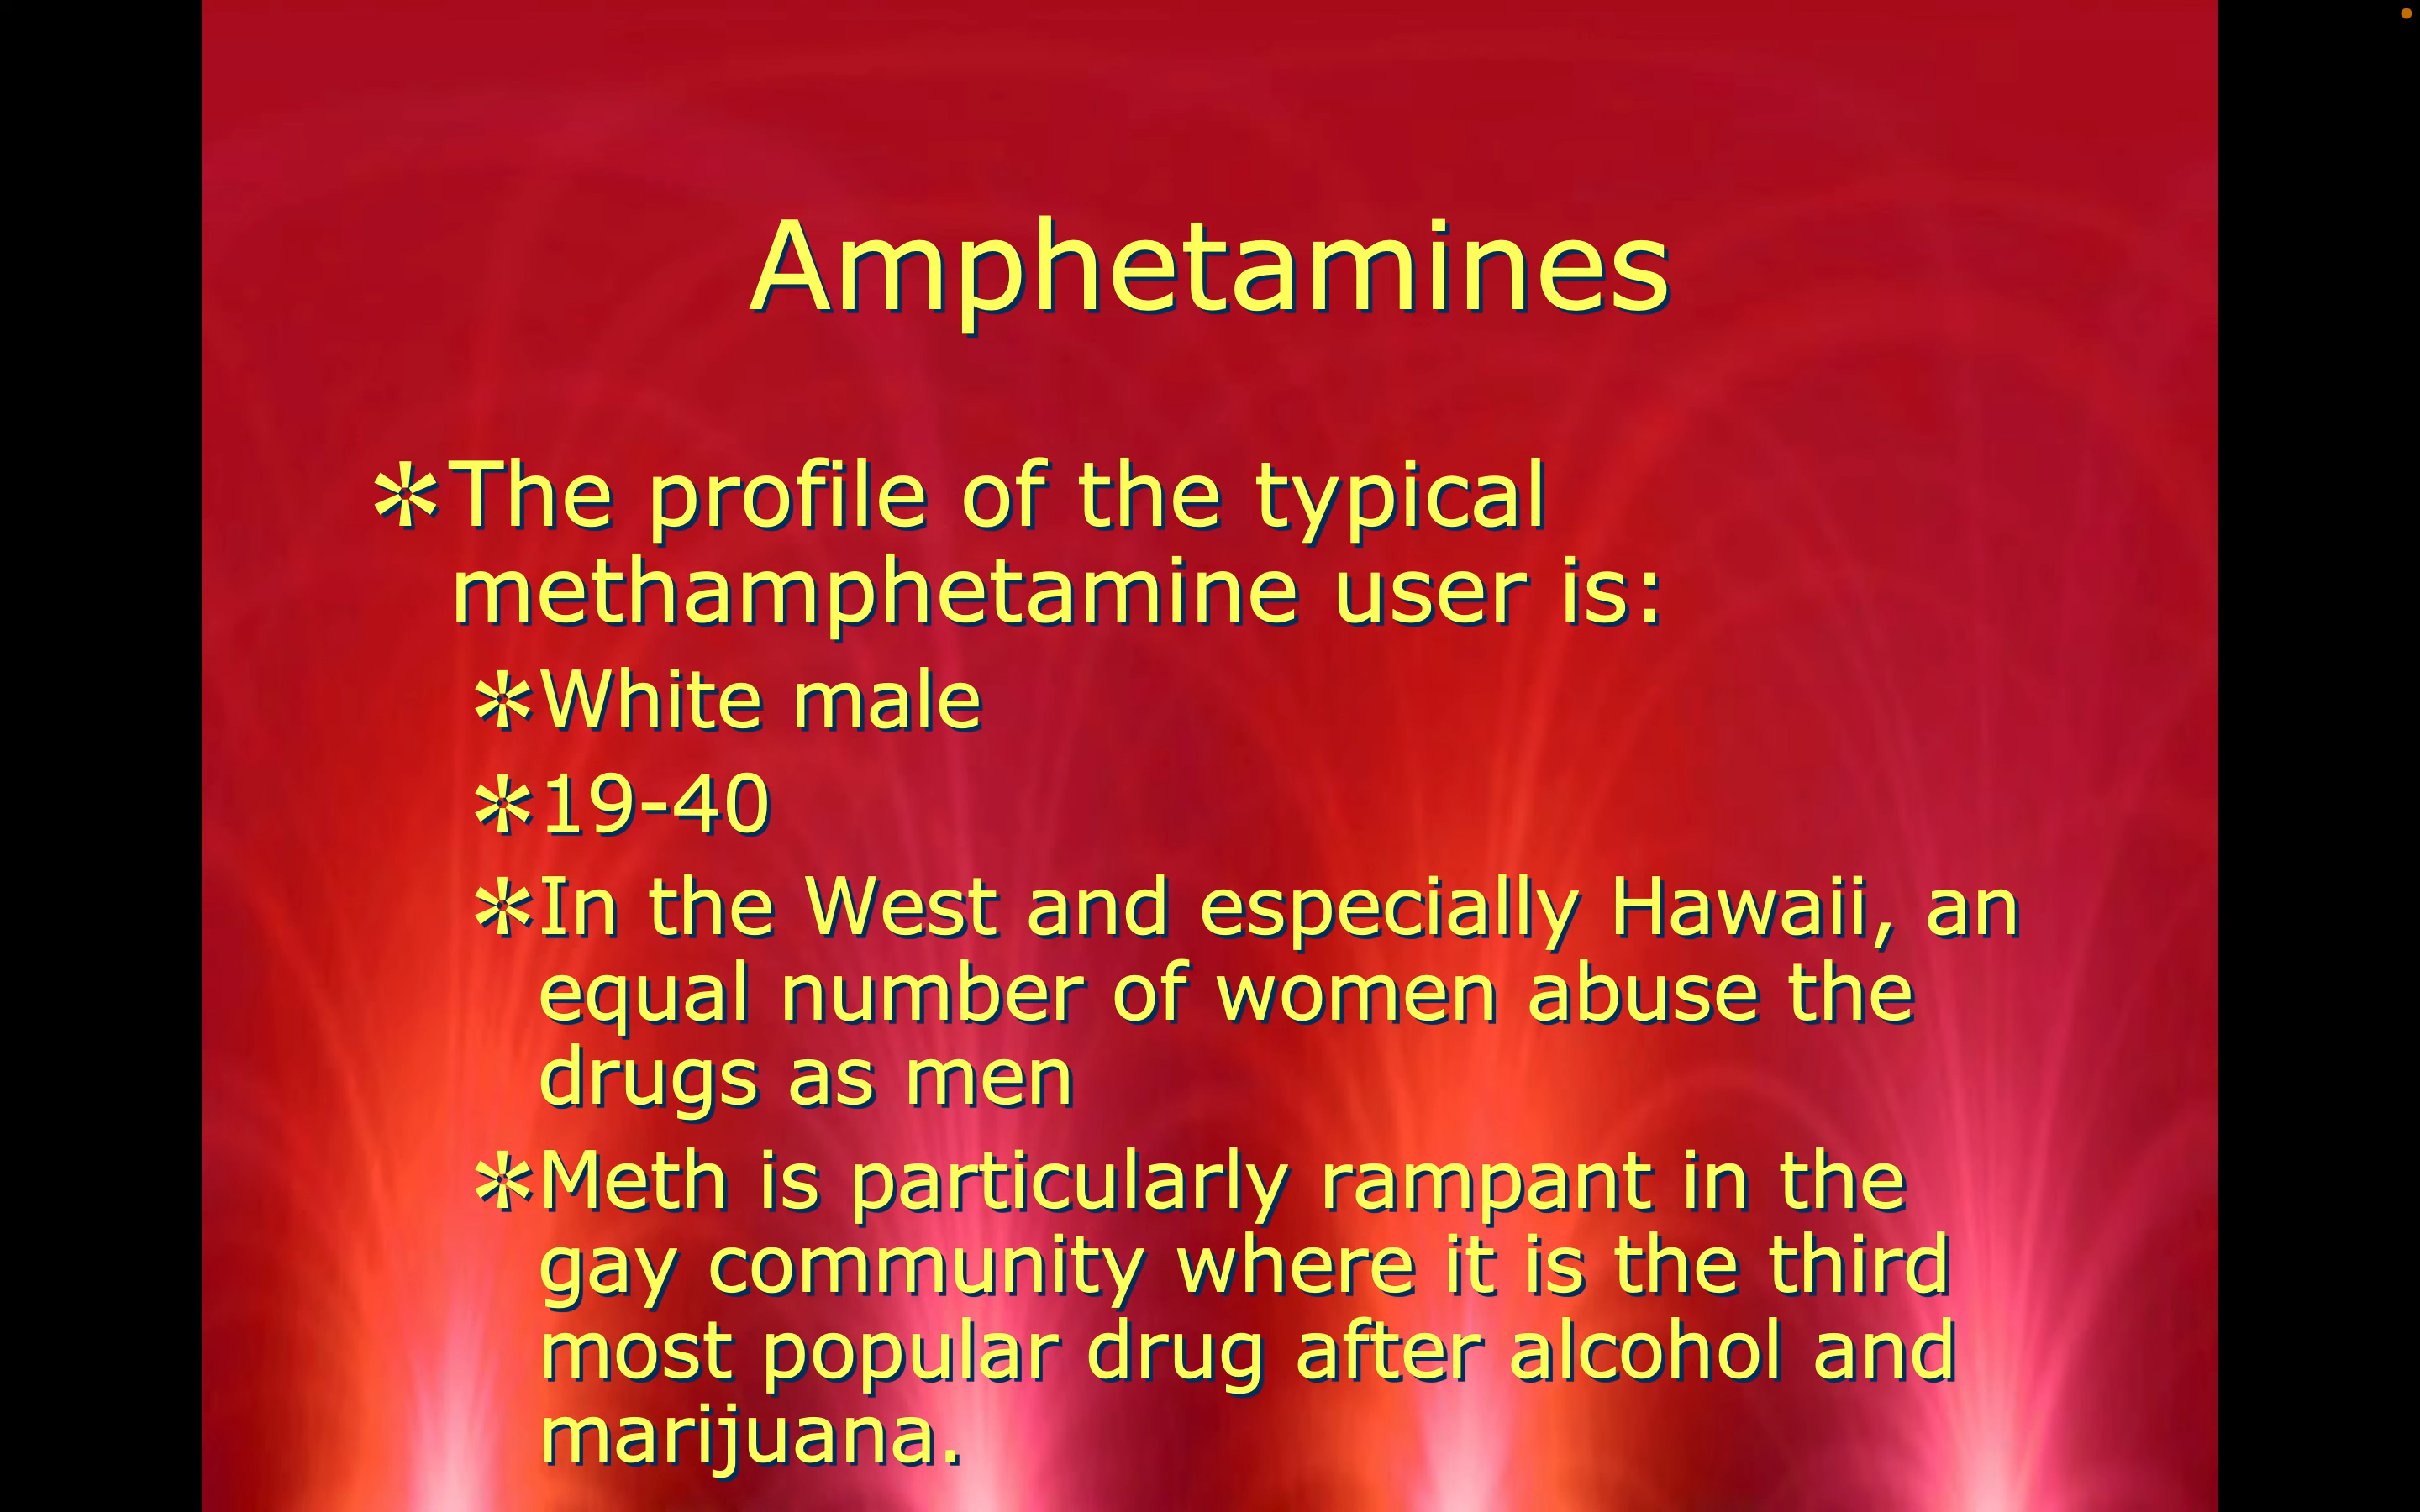 Amphetamines
*The profile of the typical
methamphetamine user is:
*White male
*19-40
*In the West and especially Hawaii, an
equal number of women abuse the
drugs as men
*Meth is particularly rampant in the
gay community where it is the third
most popular drug after alcohol and
marijuana.